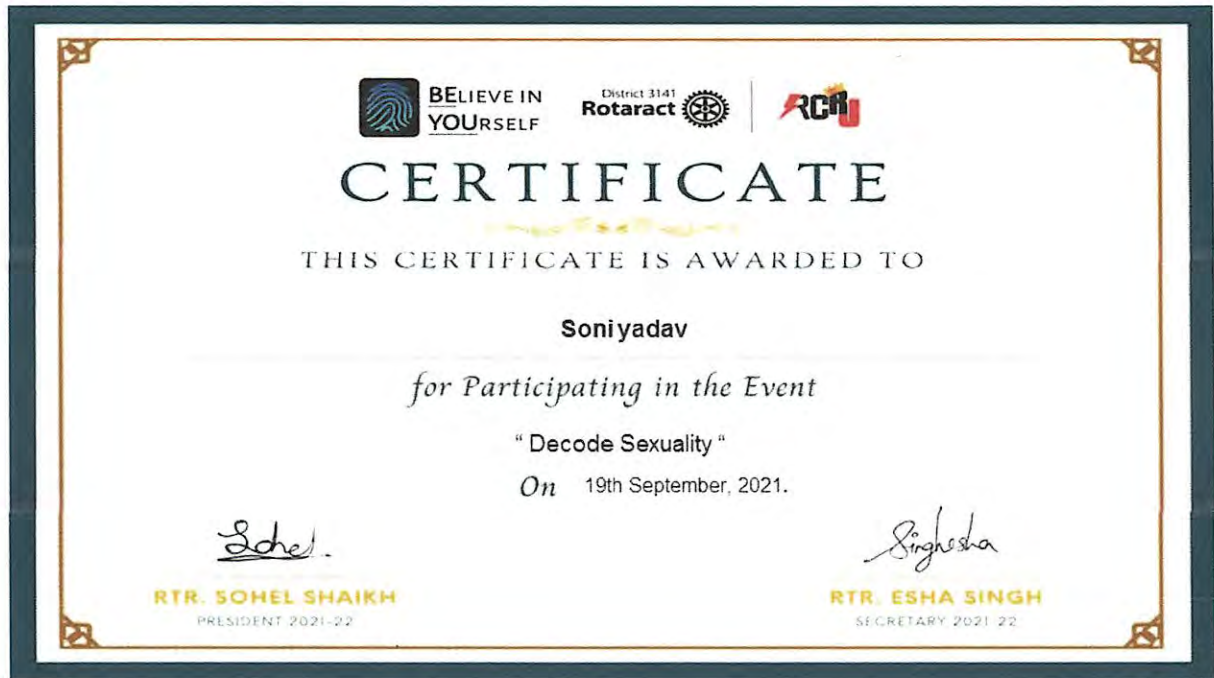 BELIEVE IN
YOURSELF
District 3141
Rotaract
RCRU
CERTIFICATE
THIS CERTIFICATE IS AWARDED TO
Soniyadav
for Participating in the Event
“ Decode Sexuality “
On 19th September, 2021.
Sohel
Singhesha
RTR. SOHEL SHAIKH
RTR. ESHA SINGH
PRESIDENT 2021-22
SECRETARY 2021-22